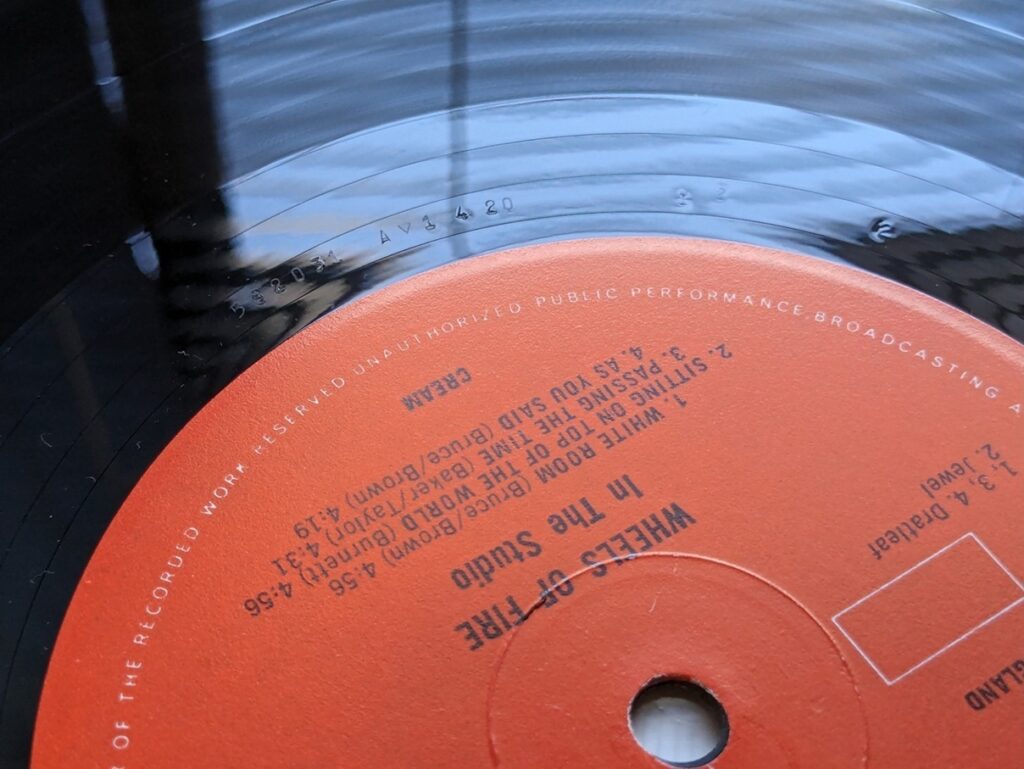 582031 AV1 420
OF THE RECORDED WORK RESERVED.UNAUTHORIZED PUBLIC PERFORMANCE,BROADCASTING A
WHEELS OF FIRE
In The Studio
1. WHITE ROOM (Bruce/Brown) 4:56
2. SITTING ON TOP OF THE WORLD (Burnett) 4:56
3. PASSING THE TIME (Baker/Taylor) 4:31
4. AS YOU SAID (Bruce/Brown) 4:19
CREAM
1, 3, 4. Dratleaf
2. Jewel
GLAND